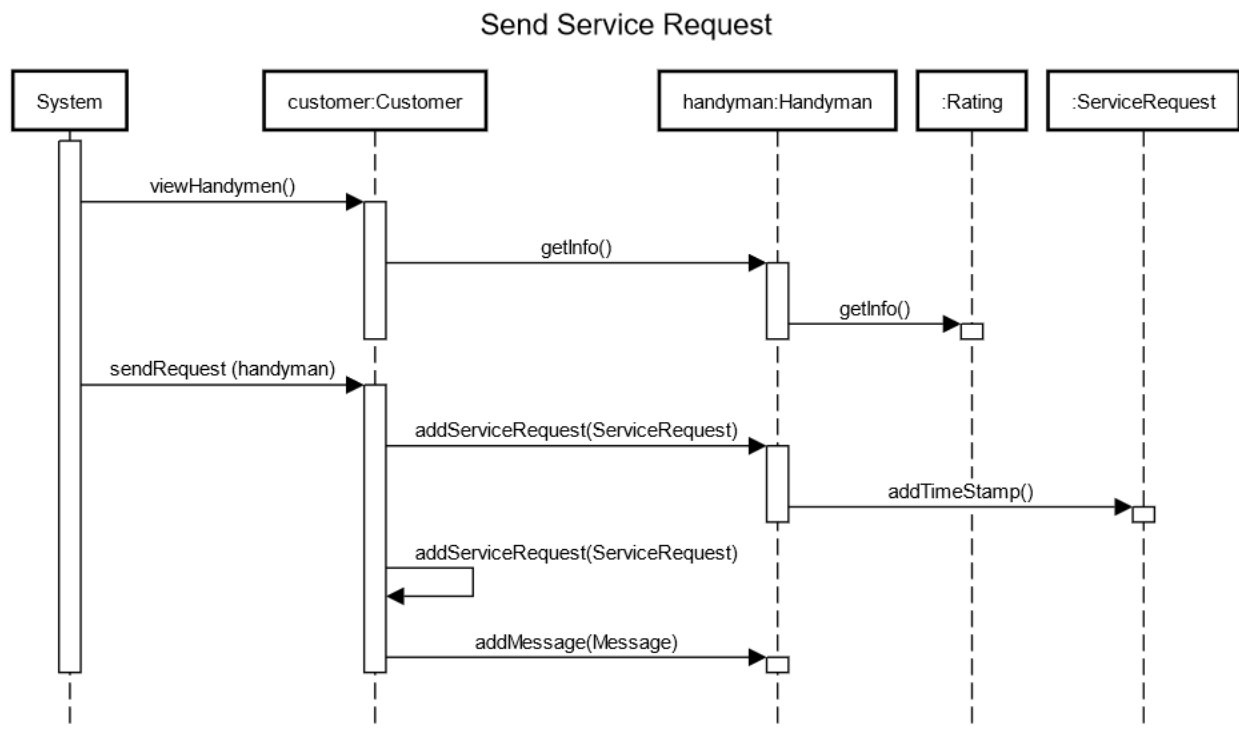 Send Service Request
System
customer:Customer
handyman:Handyman
:Rating
:ServiceRequest
viewHandymen()
getInfo()
getInfo()
sendRequest (handyman)
addServiceRequest(ServiceRequest)
addTimeStamp()
addServiceRequest(ServiceRequest)
addMessage(Message)